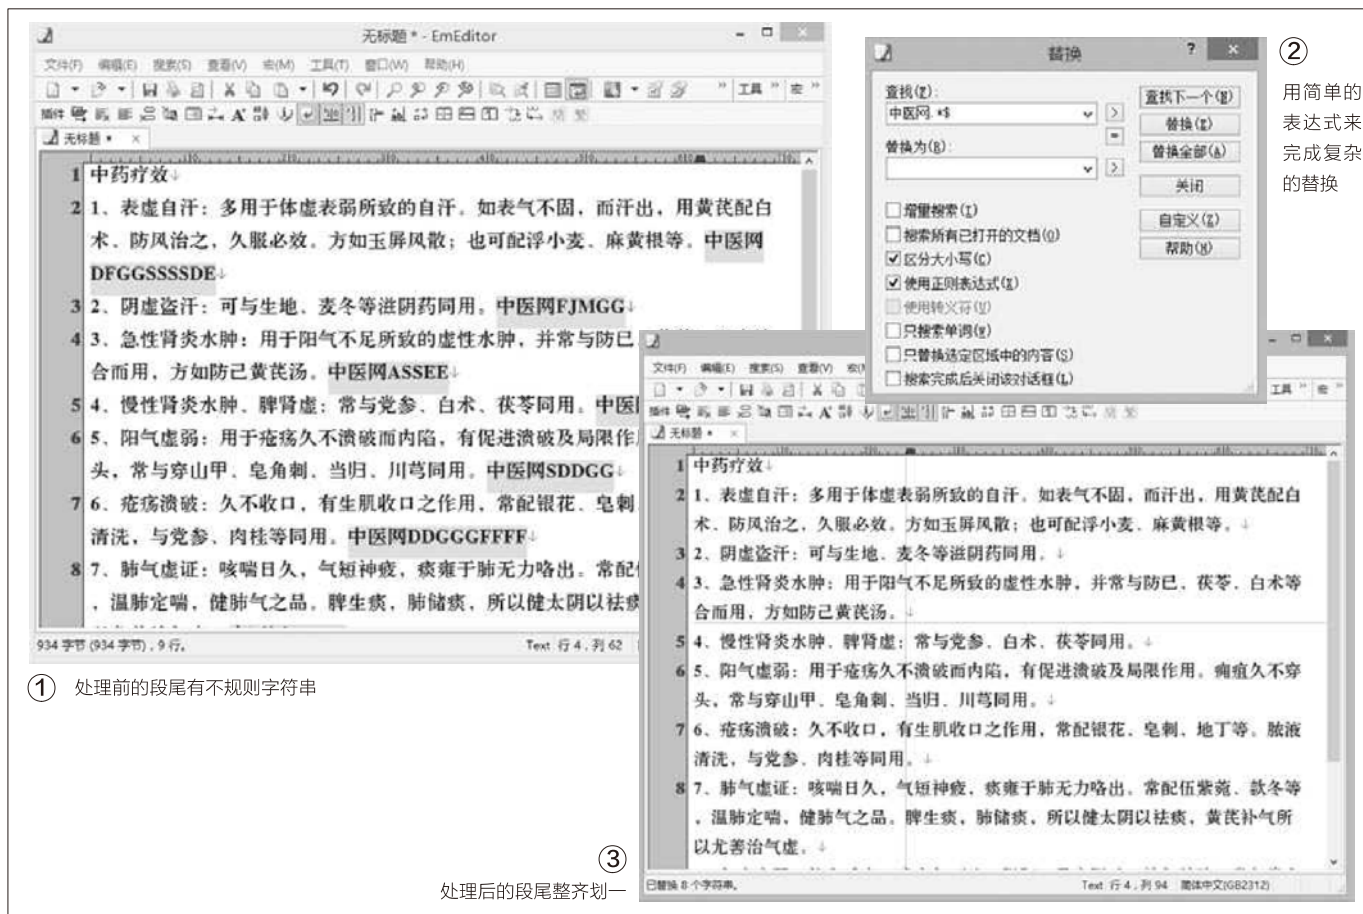 无标题 * - EmEditor
文件(F) 编辑(E) 搜索(S) 查看(V) 宏(M) 工具(T) 窗口(W) 帮助(H)
工具 » 宏 »
插件
无标题 * ×
1 中药疗效↓
2 1、表虚自汗：多用于体虚表弱所致的自汗。如表气不固，而汗出，用黄芪配白
术、防风治之，久服必效。方如玉屏风散；也可配浮小麦、麻黄根等。中医网
DFGGSSSSDE↓
3 2、阴虚盗汗：可与生地、麦冬等滋阴药同用。中医网FJMGG↓
4 3、急性肾炎水肿：用于阳气不足所致的虚性水肿，并常与防已
合而用，方如防己黄芪汤。中医网ASSEE↓
5 4、慢性肾炎水肿、脾肾虚：常与党参、白术、茯苓同用。中医
6 5、阳气虚弱：用于疮疡久不溃破而内陷，有促进溃破及局限作
头，常与穿山甲、皂角刺、当归、川芎同用。中医网SDDGG↓
7 6、疮疡溃破：久不收口，有生肌收口之作用，常配银花、皂刺
清洗，与党参、肉桂等同用。中医网DDGGGFFFF↓
8 7、肺气虚证：咳喘日久，气短神疲，痰雍于肺无力咯出。常配
，温肺定喘，健肺气之品。脾生痰，肺储痰，所以健太阴以祛痰
934 字节 (934 字节)，9 行。 Text 行 4，列 62
① 处理前的段尾有不规则字符串
替换 ? ×
查找(F)：
中医网.*$
替换为(P)：
查找下一个(N)
替换(R)
替换全部(A)
关闭
自定义(Z)
帮助(H)
增量搜索(I)
搜索所有已打开的文档(O)
区分大小写(C)
使用正则表达式(X)
使用转义符(U)
只搜索单词(W)
只替换选定区域中的内容(S)
搜索完成后关闭该对话框(L)
②
用简单的
表达式来
完成复杂
的替换
文件(F) 编辑(E) 搜索(S) 查看(V)
工具 » 宏 »
插件
无标题 * ×
1 中药疗效↓
2 1、表虚自汗：多用于体虚表弱所致的自汗。如表气不固，而汗出，用黄芪配白
术、防风治之，久服必效。方如玉屏风散；也可配浮小麦、麻黄根等。↓
3 2、阴虚盗汗：可与生地、麦冬等滋阴药同用。↓
4 3、急性肾炎水肿：用于阳气不足所致的虚性水肿，并常与防已、茯苓、白术等
合而用，方如防己黄芪汤。↓
5 4、慢性肾炎水肿、脾肾虚：常与党参、白术、茯苓同用。↓
6 5、阳气虚弱：用于疮疡久不溃破而内陷，有促进溃破及局限作用。痈疽久不穿
头，常与穿山甲、皂角刺、当归、川芎同用。↓
7 6、疮疡溃破：久不收口，有生肌收口之作用，常配银花、皂刺、地丁等。脓液
清洗，与党参、肉桂等同用。↓
8 7、肺气虚证：咳喘日久，气短神疲，痰雍于肺无力咯出。常配伍紫菀、款冬等
，温肺定喘，健肺气之品。脾生痰，肺储痰，所以健太阴以祛痰，黄芪补气所
以尤善治气虚。↓
已替换 8 个字符串。 Text 行 4，列 94 简体中文(GB2312)
③
处理后的段尾整齐划一